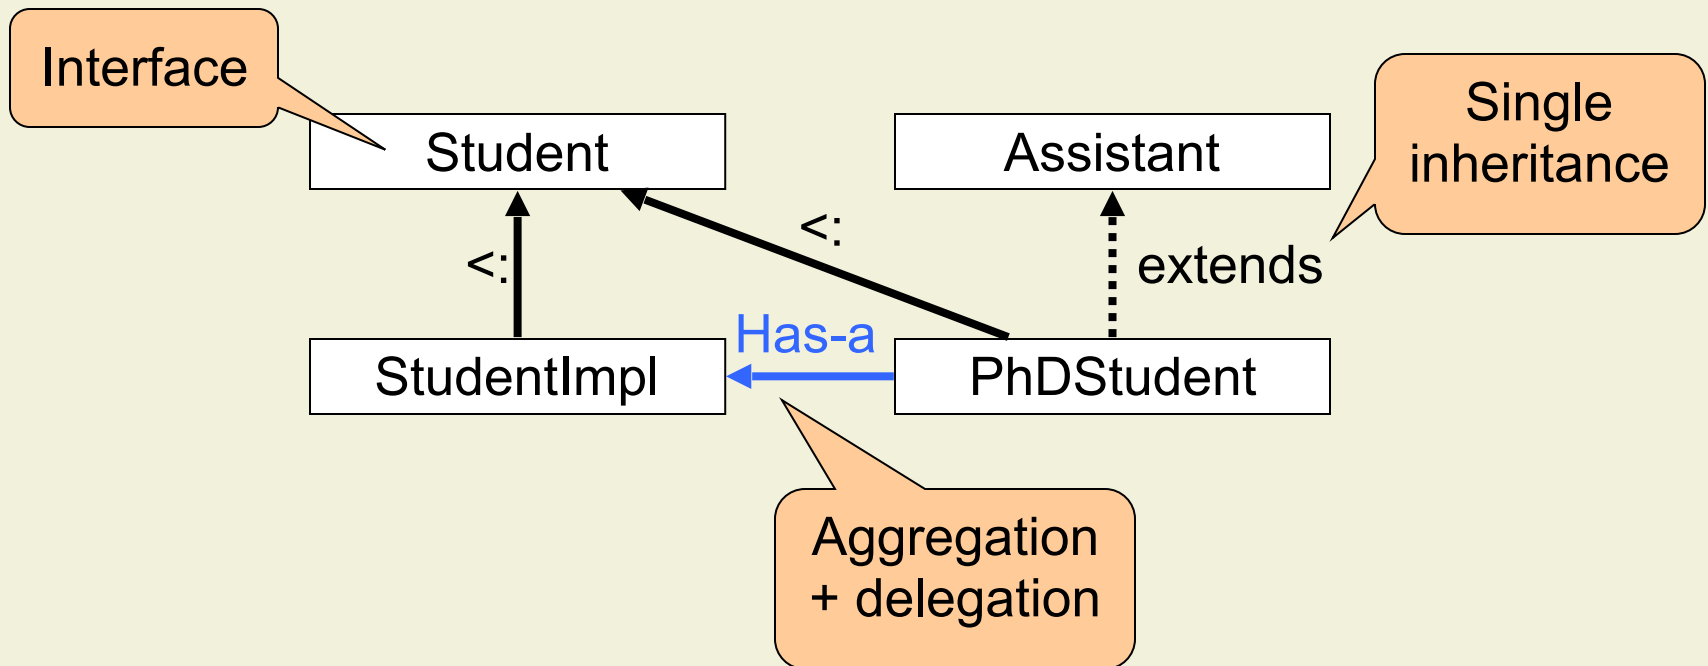 Interface
Single
inheritance
Student
Assistant
<:
<:
extends
Has-a
StudentImpl
PhDStudent
Aggregation
+ delegation